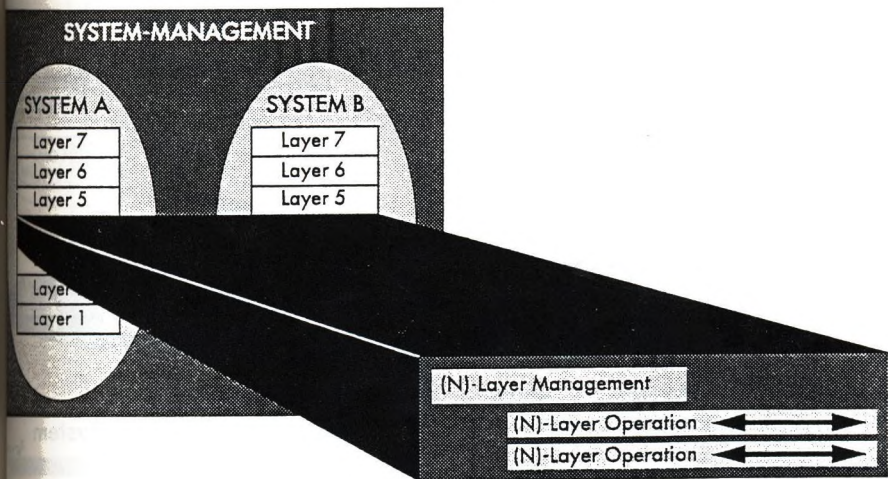 SYSTEM-MANAGEMENT
SYSTEM A
Layer 7
Layer 6
Layer 5
Layer
Layer 1
SYSTEM B
Layer 7
Layer 6
Layer 5
(N)-Layer Management
(N)-Layer Operation
(N)-Layer Operation